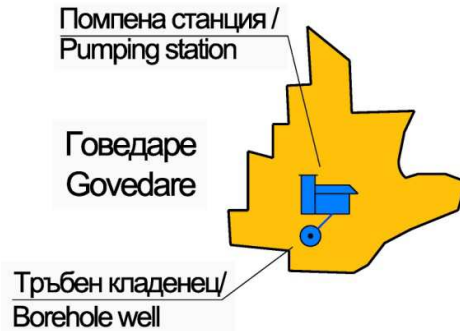 Помпена станция /
Pumping station
Говедаре
Govedare
Тръбен кладенец/
Borehole well